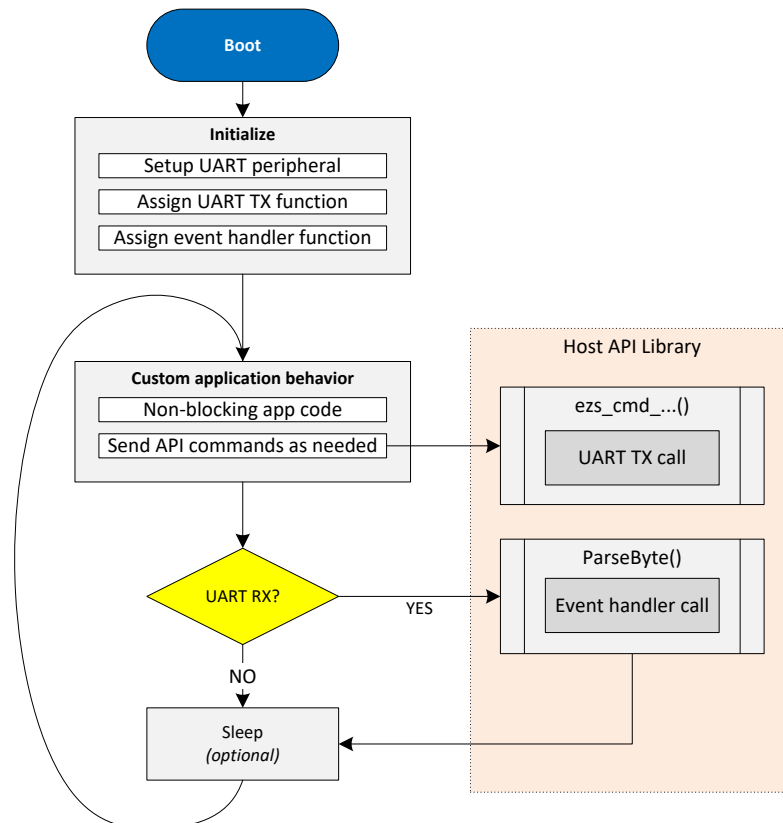 Boot
Initialize
Setup UART peripheral
Assign UART TX function
Assign event handler function
Custom application behavior
Non-blocking app code
Send API commands as needed
Host API Library
ezs_cmd_...()
UART TX call
UART RX?
YES
ParseByte()
Event handler call
NO
Sleep
(optional)